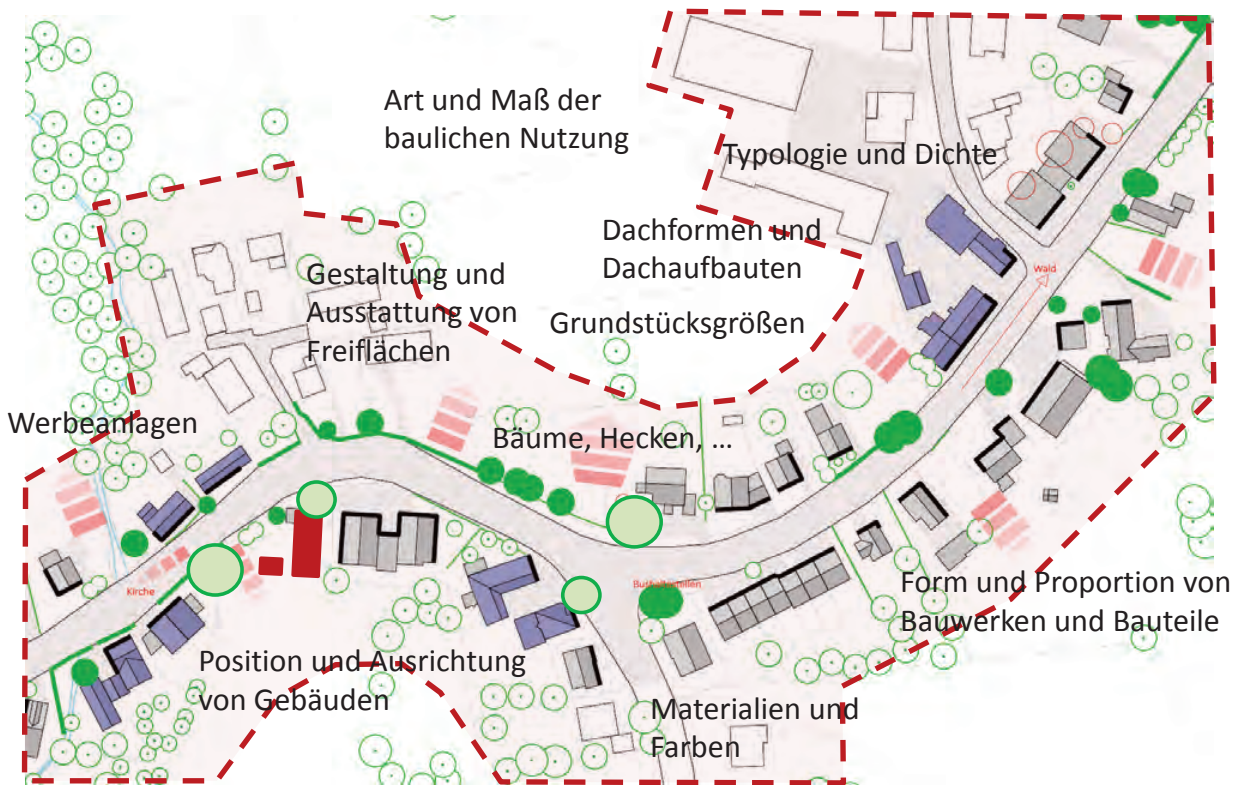 Art und Maß der
baulichen Nutzung
Typologie und Dichte
Dachformen und
Dachaufbauten
Gestaltung und
Ausstattung von
Freiflächen
Wald
Grundstücksgrößen
Werbeanlagen
Bäume, Hecken, ...
Kirche
Bushaltestellen
Form und Proportion von
Bauwerken und Bauteile
Position und Ausrichtung
von Gebäuden
Materialien und
Farben